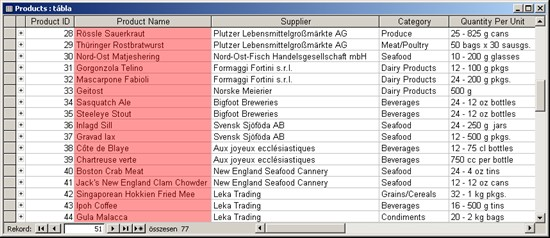 Products : tábla
Product ID Product Name Supplier Category Quantity Per Unit
28 Rössle Sauerkraut Plutzer Lebensmittelgroßmärkte AG Produce 25 - 825 g cans
29 Thüringer Rostbratwurst Plutzer Lebensmittelgroßmärkte AG Meat/Poultry 50 bags x 30 sausgs.
30 Nord-Ost Matjeshering Nord-Ost-Fisch Handelsgesellschaft mbH Seafood 10 - 200 g glasses
31 Gorgonzola Telino Formaggi Fortini s.r.l. Dairy Products 12 - 100 g pkgs
32 Mascarpone Fabioli Formaggi Fortini s.r.l. Dairy Products 24 - 200 g pkgs.
33 Geitost Norske Meierier Dairy Products 500 g
34 Sasquatch Ale Bigfoot Breweries Beverages 24 - 12 oz bottles
35 Steeleye Stout Bigfoot Breweries Beverages 24 - 12 oz bottles
36 Inlagd Sill Svensk Sjöföda AB Seafood 24 - 250 g jars
37 Gravad lax Svensk Sjöföda AB Seafood 12 - 500 g pkgs.
38 Côte de Blaye Aux joyeux ecclésiastiques Beverages 12 - 75 cl bottles
39 Chartreuse verte Aux joyeux ecclésiastiques Beverages 750 cc per bottle
40 Boston Crab Meat New England Seafood Cannery Seafood 24 - 4 oz tins
41 Jack's New England Clam Chowder New England Seafood Cannery Seafood 12 - 12 oz cans
42 Singaporean Hokkien Fried Mee Leka Trading Grains/Cereals 32 - 1 kg pkgs.
43 Ipoh Coffee Leka Trading Beverages 16 - 500 g tins
44 Gula Malacca Leka Trading Condiments 20 - 2 kg bags
Rekord: 51 összesen 77